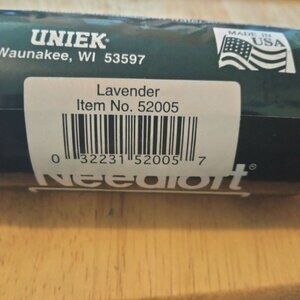 UNIEK®
Waunakee, WI 53597
MADE IN
USA
Lavender
Item No. 52005
0 32231 52005 7
Needloft®